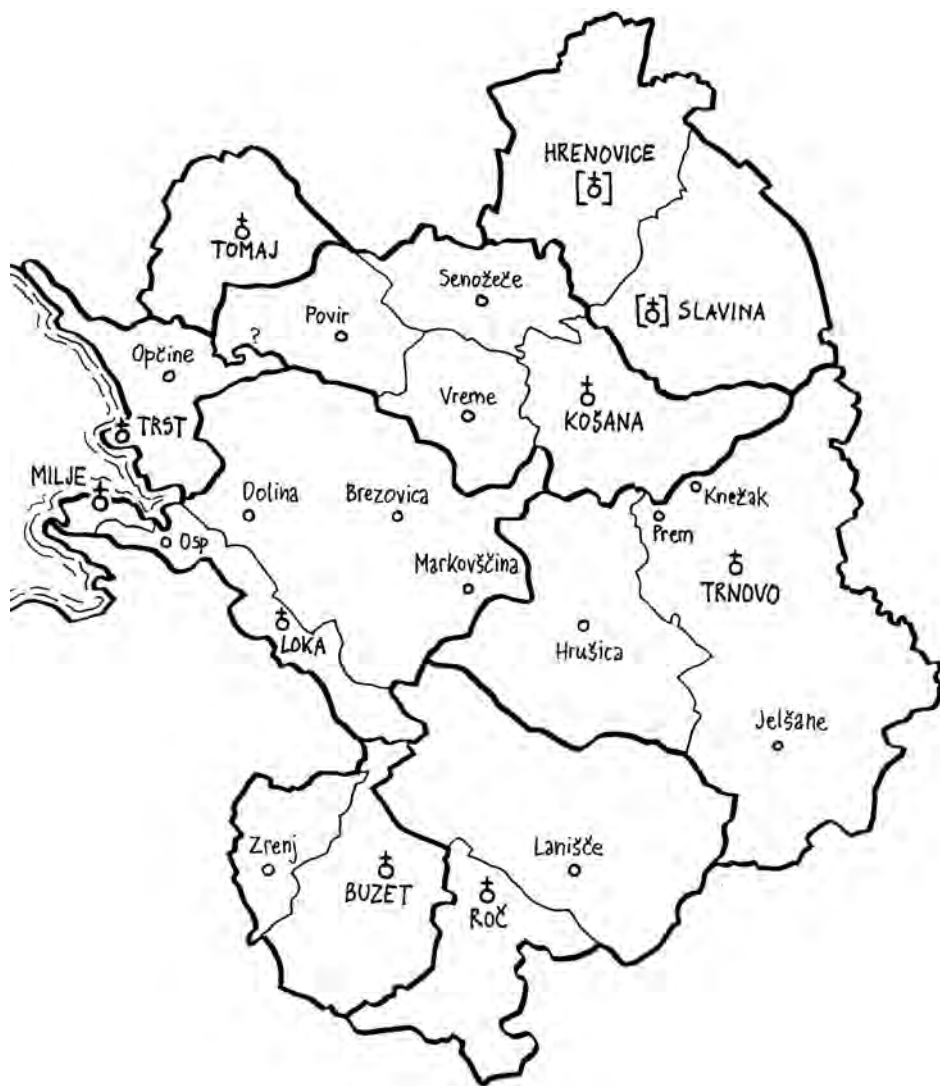 HRENOVICE
[ ]
TOMAJ
Senožeče
[ ] SLAVINA
Povir
?
Opčine
Vreme
KOŠANA
TRST
MILJE
Knežak
Dolina
Brezovica
Prem
Osp
Markovščina
TRNOVO
LOKA
Hrušica
Jelšane
Zrenj
Lanišče
BUZET
ROČ